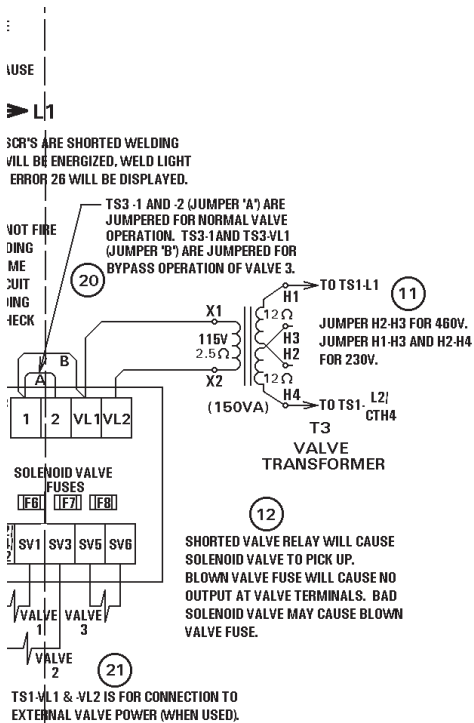 L1
SCR'S ARE SHORTED WELDING
WILL BE ENERGIZED, WELD LIGHT
ERROR 26 WILL BE DISPLAYED.
TS3 -1 AND -2 (JUMPER 'A') ARE
JUMPERED FOR NORMAL VALVE
OPERATION. TS3-1AND TS3-VL1
(JUMPER 'B') ARE JUMPERED FOR
BYPASS OPERATION OF VALVE 3.
NOT FIRE
20
TO TS1-L1
11
H1
X1
12Ω
JUMPER H2-H3 FOR 460V.
115V
H3
JUMPER H1-H3 AND H2-H4
2.5Ω
H2
FOR 230V.
B
A
X2
12Ω
(150VA)
H4
TO TS1- L2/
CTH4
1 2 VL1 VL2
T3
VALVE
TRANSFORMER
SOLENOID VALVE
FUSES
F6 F7 F8
12
SV1 SV3 SV5 SV6
SHORTED VALVE RELAY WILL CAUSE
SOLENOID VALVE TO PICK UP.
BLOWN VALVE FUSE WILL CAUSE NO
OUTPUT AT VALVE TERMINALS. BAD
SOLENOID VALVE MAY CAUSE BLOWN
VALVE FUSE.
VALVE
1
VALVE
3
VALVE
2
21
TS1-VL1 & -VL2 IS FOR CONNECTION TO
EXTERNAL VALVE POWER (WHEN USED).